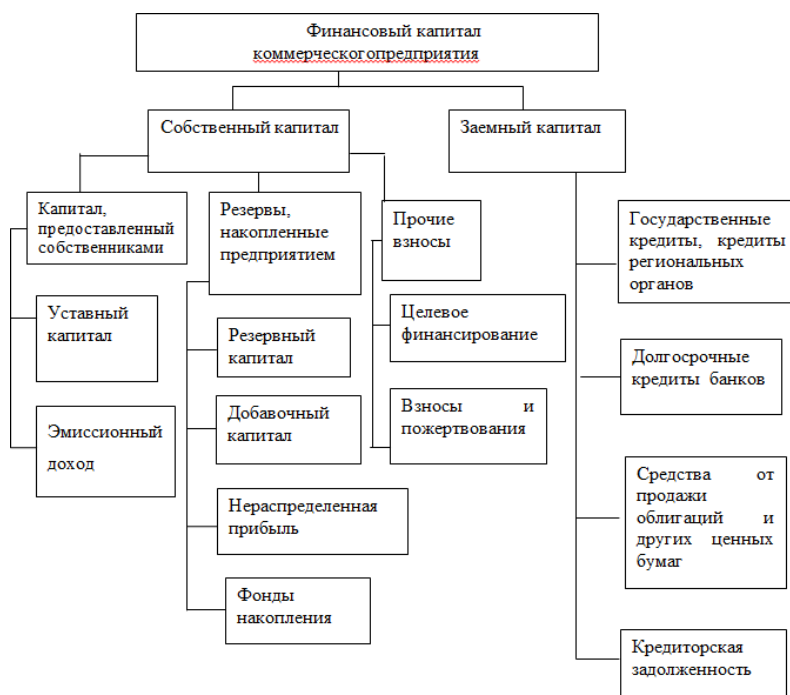 Финансовый капитал
коммерческогопредприятия
Собственный капитал
Заемный капитал
Капитал,
предоставленный
собственниками
Уставный
капитал
Эмиссионный
доход
Резервы,
накопленные
предприятием
Резервный
капитал
Добавочный
капитал
Нераспределенная
прибыль
Фонды
накопления
Прочие
взносы
Целевое
финансирование
Взносы и
пожертвования
Государственные
кредиты, кредиты
региональных
органов
Долгосрочные
кредиты банков
Средства от
продажи
облигаций и
других ценных
бумаг
Кредиторская
задолженность